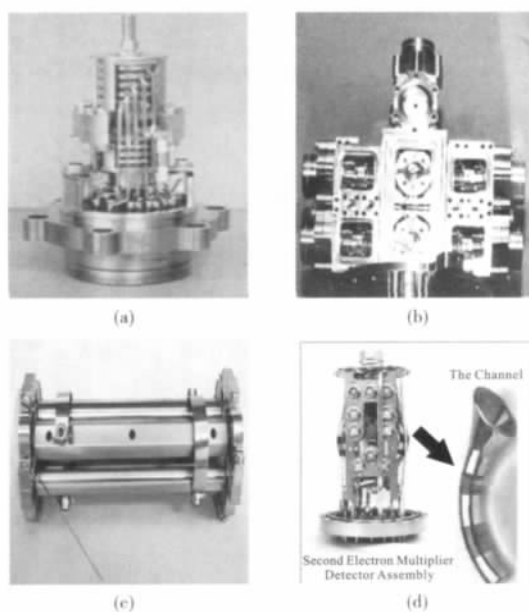 (a)
(b)
The Channel
Second Electron Multiplier
Detector Assembly
(c)
(d)